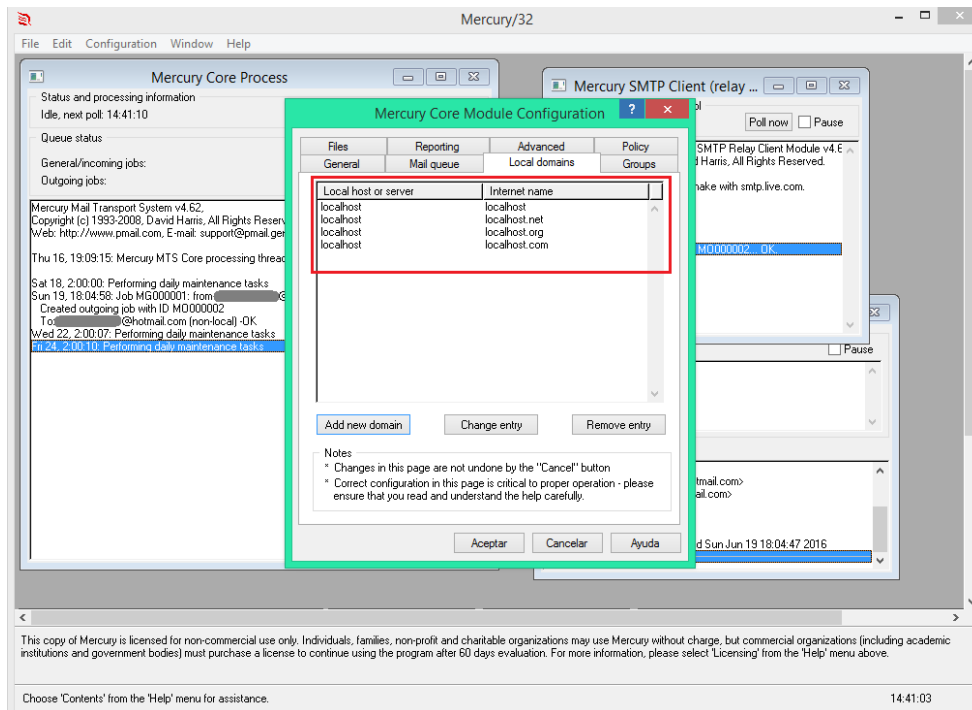 Mercury/32
File Edit Configuration Window Help
Mercury Core Process
Status and processing information
Idle, next poll: 14:41:10
Queue status
General/incoming jobs:
Outgoing jobs:
Mercury Mail Transport System v4.62,
Copyright (c) 1993-2008, David Harris, All Rights Reserv
Web: http://www.pmail.com, E-mail: support@pmail.ger
Thu 16, 19:09:15: Mercury MTS Core processing thread
Sat 18, 2:00:00: Performing daily maintenance tasks
Sun 19, 18:04:58: Job MG000001: from
Created outgoing job with ID MO000002
To: @hotmail.com (non-local) -OK
Wed 22, 2:00:07: Performing daily maintenance tasks
Fri 24, 2:00:10: Performing daily maintenance tasks
Mercury Core Module Configuration
Files Reporting Advanced Policy
General Mail queue Local domains Groups
Local host or server Internet name
localhost localhost
localhost localhost.net
localhost localhost.org
localhost localhost.com
Add new domain Change entry Remove entry
Notes
* Changes in this page are not undone by the "Cancel" button
* Correct configuration in this page is critical to proper operation - please
ensure that you read and understand the help carefully.
Aceptar Cancelar Ayuda
Mercury SMTP Client (relay ...
Poll now Pause
SMTP Relay Client Module v4.6
Harris, All Rights Reserved.
ake with smtp.live.com.
MO000002... OK.
Pause
tmail.com>
ail.com>
d Sun Jun 19 18:04:47 2016
This copy of Mercury is licensed for non-commercial use only. Individuals, families, non-profit and charitable organizations may use Mercury without charge, but commercial organizations (including academic
institutions and government bodies) must purchase a license to continue using the program after 60 days evaluation. For more information, please select 'Licensing' from the 'Help' menu above.
Choose 'Contents' from the 'Help' menu for assistance. 14:41:03